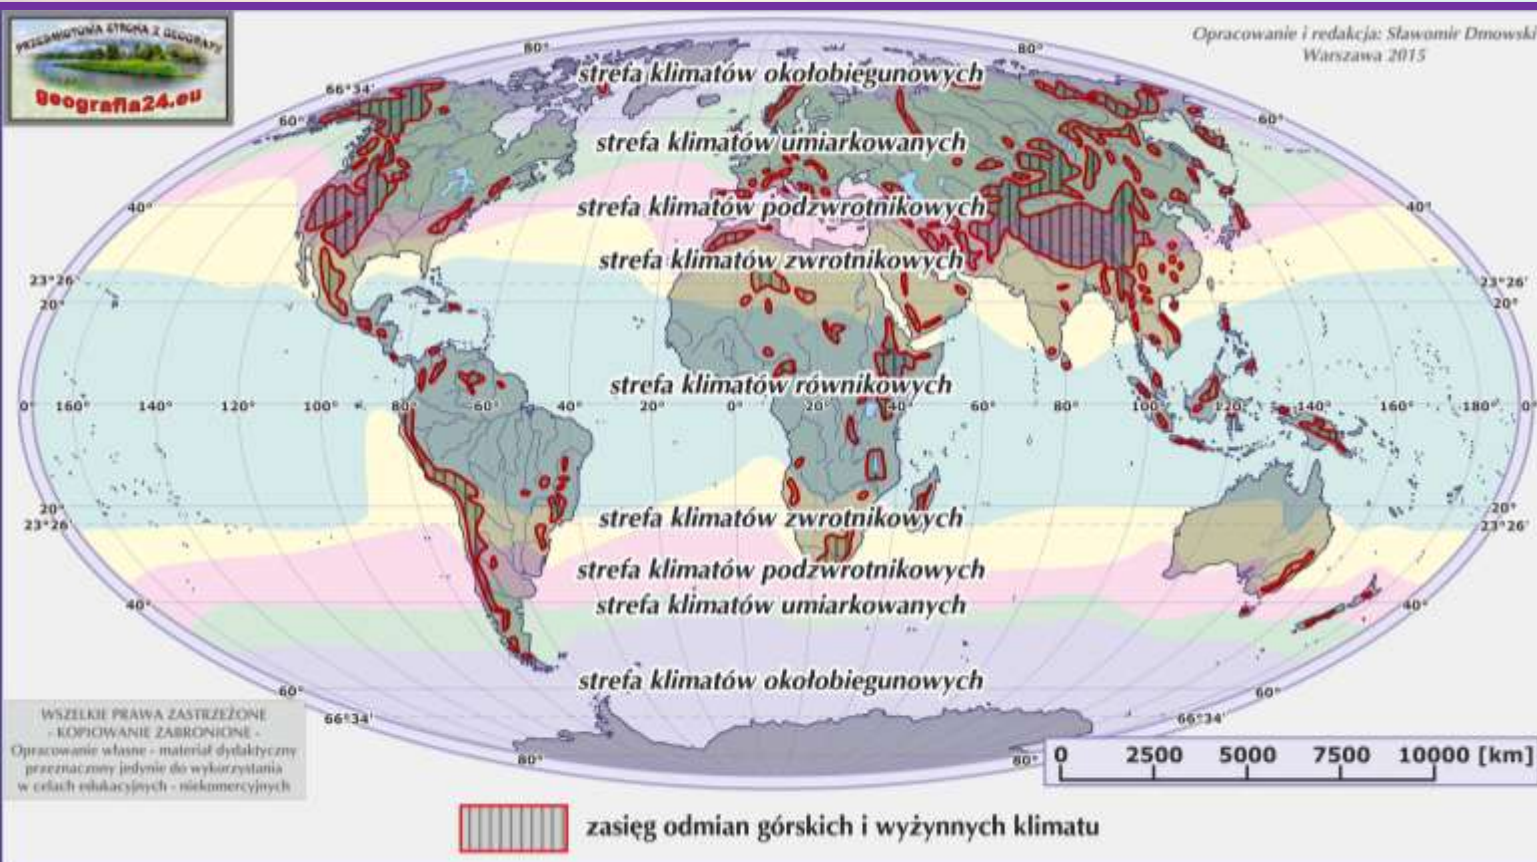 PRZEDMIOTOWA STRONA Z GEOGRAFII
geografia24.eu
Opracowanie i redakcja: Sławomir Dmowski
Warszawa 2015
80° 80°
strefa klimatów okołobiegunowych
66°34'
60° 60°
strefa klimatów umiarkowanych
40° strefa klimatów podzwrotnikowych 40°
strefa klimatów zwrotnikowych
23°26' 23°26'
20° 20°
strefa klimatów równikowych
0° 160° 140° 120° 100° 80° 60° 40° 20° 0° 20° 40° 60° 80° 100° 120° 140° 160° 180° 0°
20° 20°
23°26' strefa klimatów zwrotnikowych 23°26'
strefa klimatów podzwrotnikowych
40° strefa klimatów umiarkowanych 40°
strefa klimatów okołobiegunowych
60° 60°
66°34' 66°34'
80° 80°
WSZELKIE PRAWA ZASTRZEŻONE
- KOPIOWANIE ZABRONIONE -
Opracowanie własne - materiał dydaktyczny
przeznaczony jedynie do wykorzystania
w celach edukacyjnych - niekomercyjnych
0 2500 5000 7500 10000 [km]
zasięg odmian górskich i wyżynnych klimatu